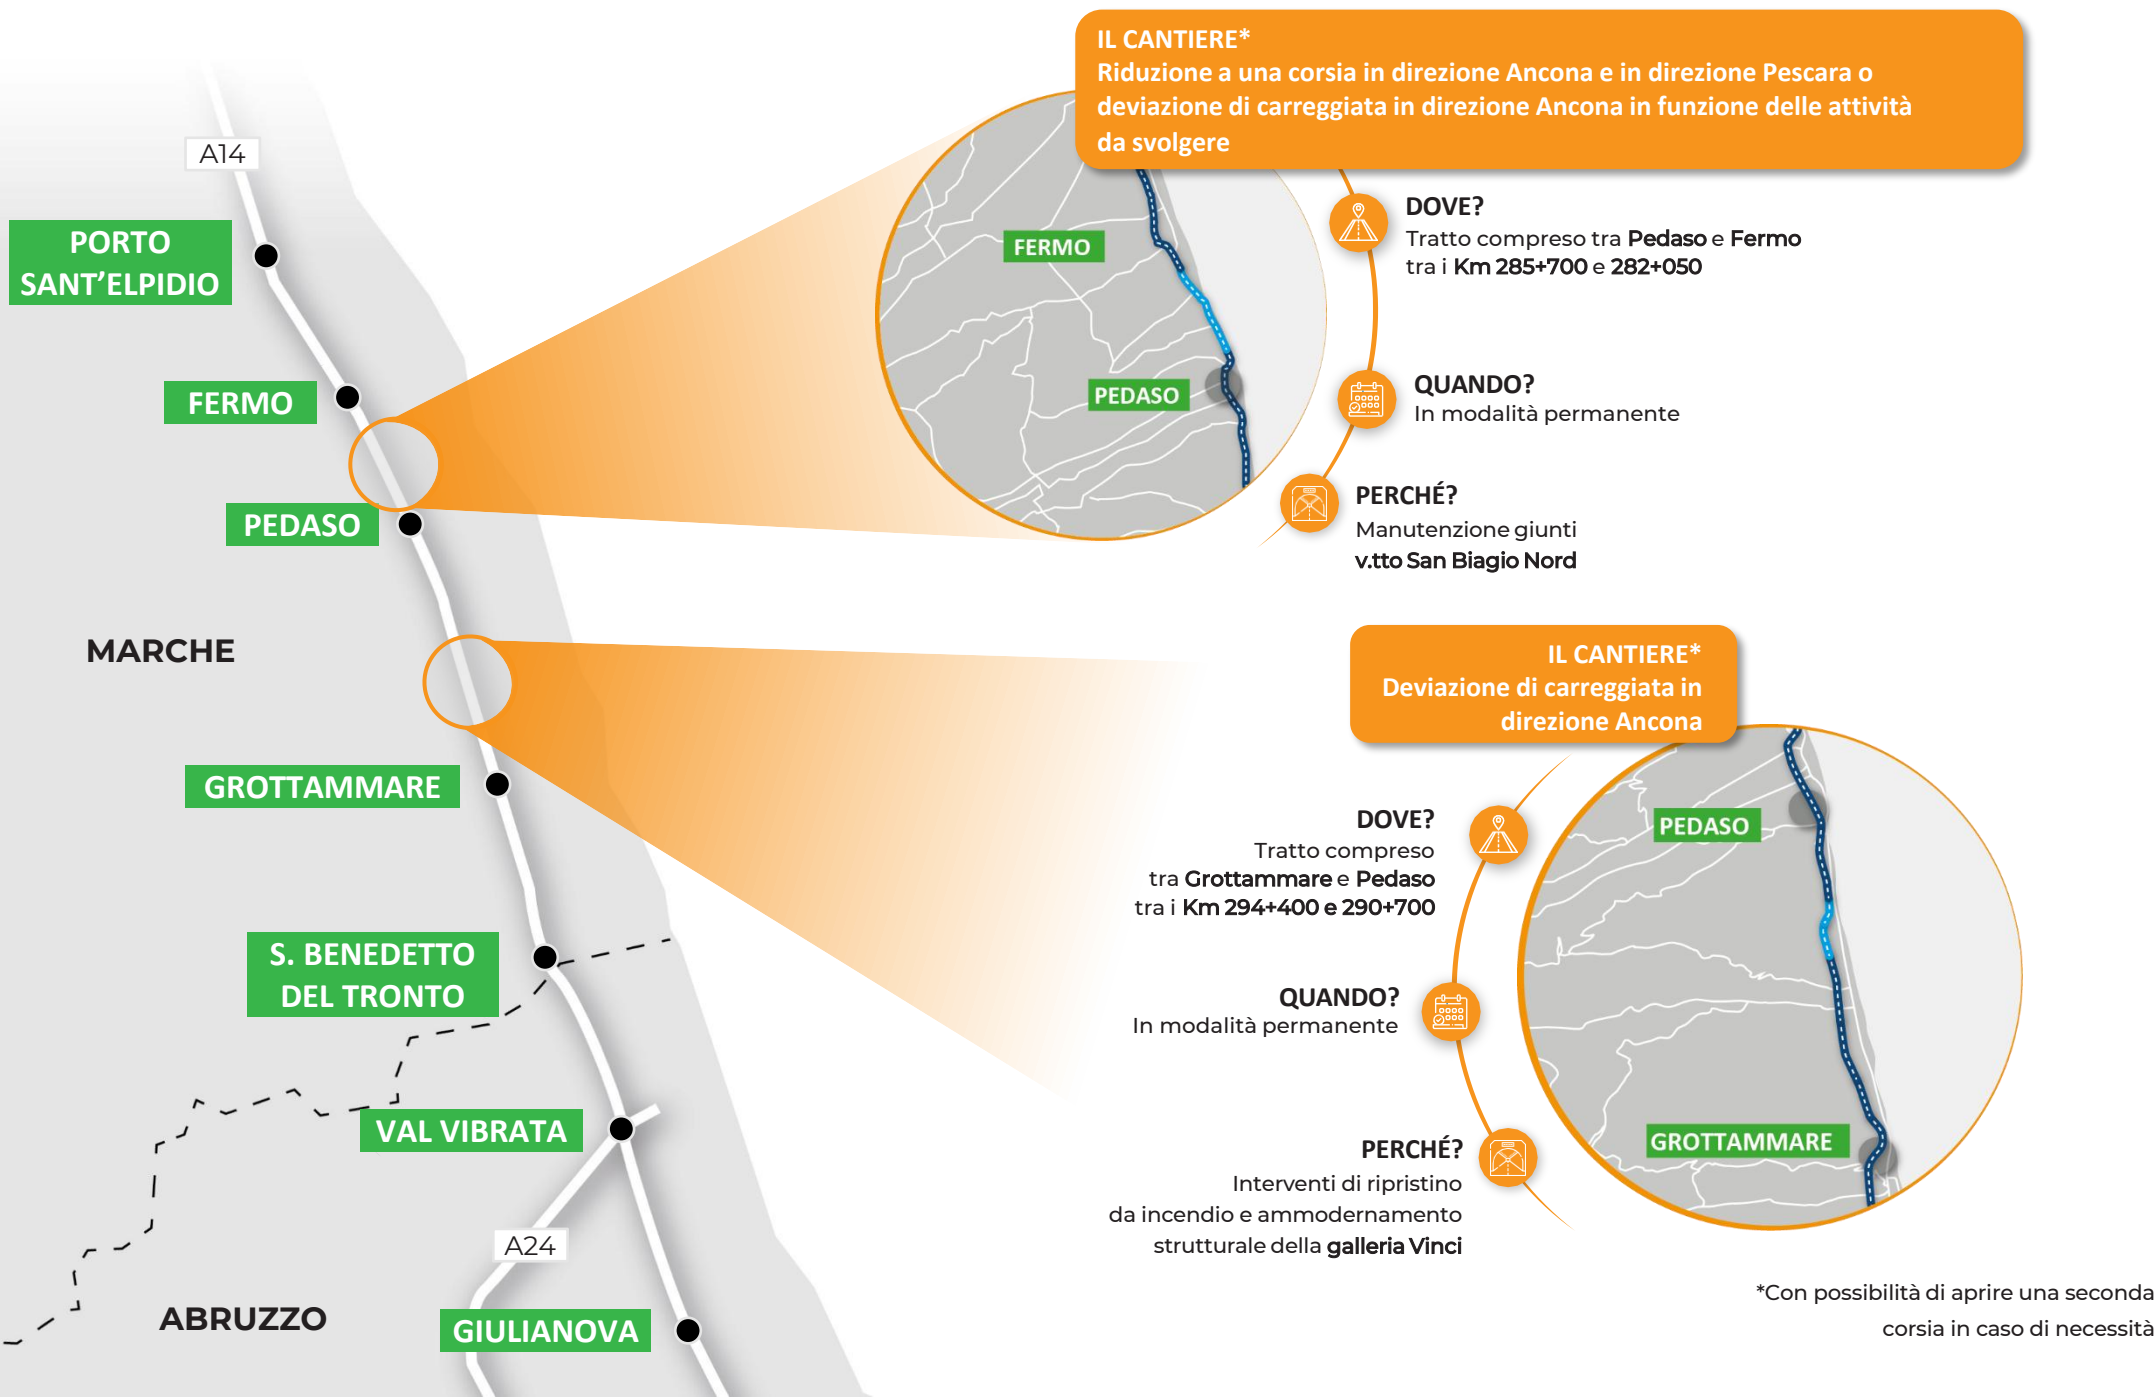 IL CANTIERE*
Riduzione a una corsia in direzione Ancona e in direzione Pescara o
deviazione di carreggiata in direzione Ancona in funzione delle attività
da svolgere
A14
PORTO
SANT'ELPIDIO
FERMO
PEDASO
MARCHE
GROTTAMMARE
S. BENEDETTO
DEL TRONTO
VAL VIBRATA
A24
ABRUZZO
GIULIANOVA
FERMO
PEDASO
DOVE?
Tratto compreso tra Pedaso e Fermo
tra i Km 285+700 e 282+050
QUANDO?
In modalità permanente
PERCHÉ?
Manutenzione giunti
v.tto San Biagio Nord
IL CANTIERE*
Deviazione di carreggiata in
direzione Ancona
DOVE?
Tratto compreso
tra Grottammare e Pedaso
tra i Km 294+400 e 290+700
QUANDO?
In modalità permanente
PERCHÉ?
Interventi di ripristino
da incendio e ammodernamento
strutturale della galleria Vinci
PEDASO
GROTTAMMARE
*Con possibilità di aprire una seconda
corsia in caso di necessità